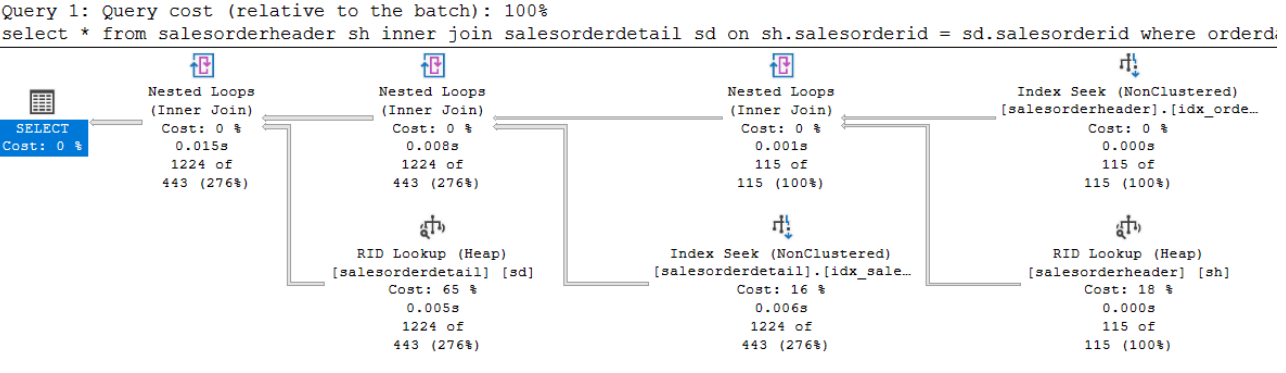 Query 1: Query cost (relative to the batch): 100%
select * from salesorderheader sh inner join salesorderdetail sd on sh.salesorderid = sd.salesorderid where orderda
SELECT
Cost: 0 %
Nested Loops
(Inner Join)
Cost: 0 %
0.015s
1224 of
443 (276%)
Nested Loops
(Inner Join)
Cost: 0 %
0.008s
1224 of
443 (276%)
Nested Loops
(Inner Join)
Cost: 0 %
0.001s
115 of
115 (100%)
Index Seek (NonClustered)
[salesorderheader].[idx_orde…
Cost: 0 %
0.000s
115 of
115 (100%)
RID Lookup (Heap)
[salesorderdetail] [sd]
Cost: 65 %
0.005s
1224 of
443 (276%)
Index Seek (NonClustered)
[salesorderdetail].[idx_sale…
Cost: 16 %
0.006s
1224 of
443 (276%)
RID Lookup (Heap)
[salesorderheader] [sh]
Cost: 18 %
0.000s
115 of
115 (100%)